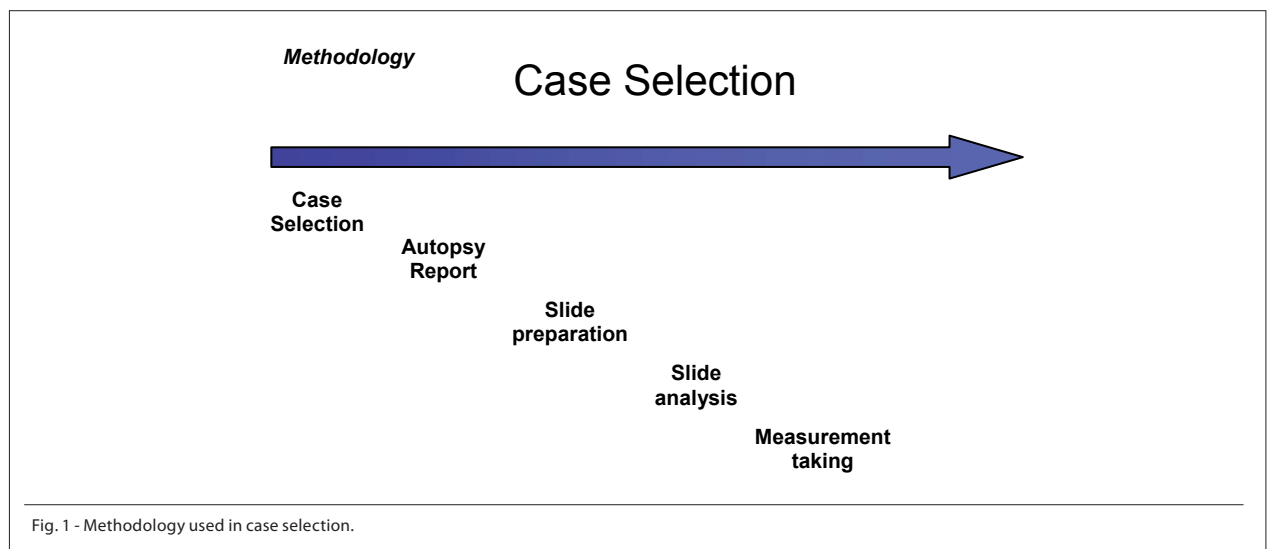 Methodology
Case Selection
Case
Selection
Autopsy
Report
Slide
preparation
Slide
analysis
Measurement
taking
Fig. 1 - Methodology used in case selection.